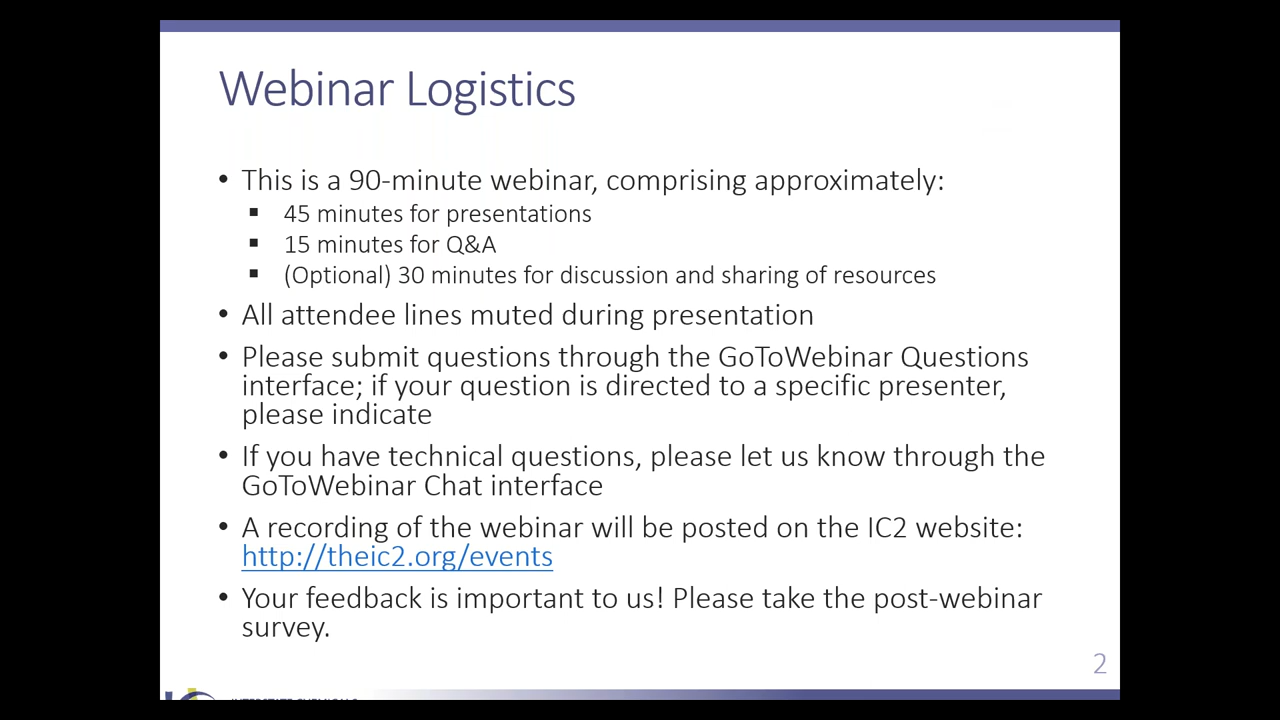 Webinar Logistics
• This is a 90-minute webinar, comprising approximately:
▪ 45 minutes for presentations
▪ 15 minutes for Q&A
▪ (Optional) 30 minutes for discussion and sharing of resources
• All attendee lines muted during presentation
• Please submit questions through the GoToWebinar Questions
interface; if your question is directed to a specific presenter,
please indicate
• If you have technical questions, please let us know through the
GoToWebinar Chat interface
• A recording of the webinar will be posted on the IC2 website:
http://theic2.org/events
• Your feedback is important to us! Please take the post-webinar
survey.
2